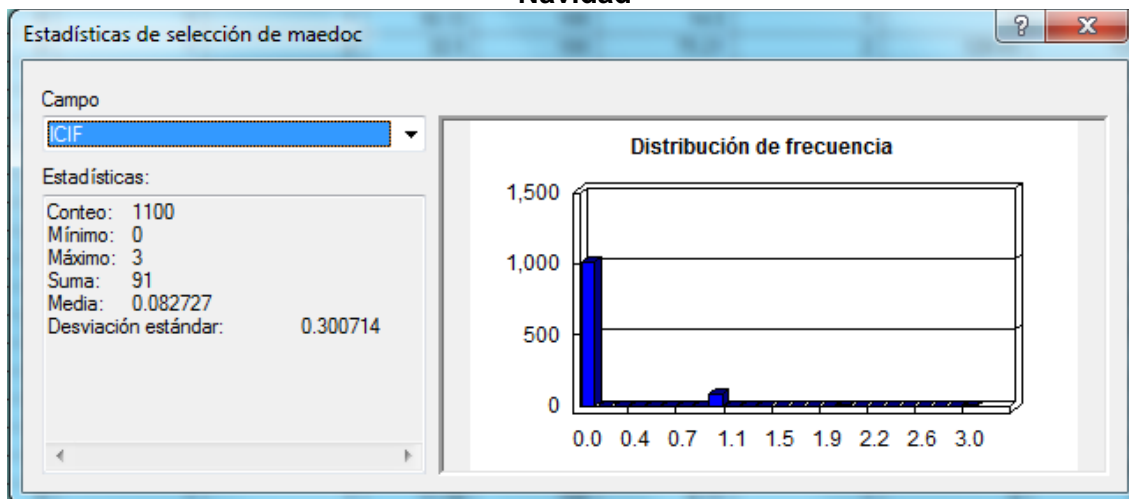 Navidad
Estadísticas de selección de maedoc
Campo
ICIF
Estadísticas:
Conteo: 1100
Mínimo: 0
Máximo: 3
Suma: 91
Media: 0.082727
Desviación estándar: 0.300714
Distribución de frecuencia
1,500
1,000
500
0
0.0 0.4 0.7 1.1 1.5 1.9 2.2 2.6 3.0